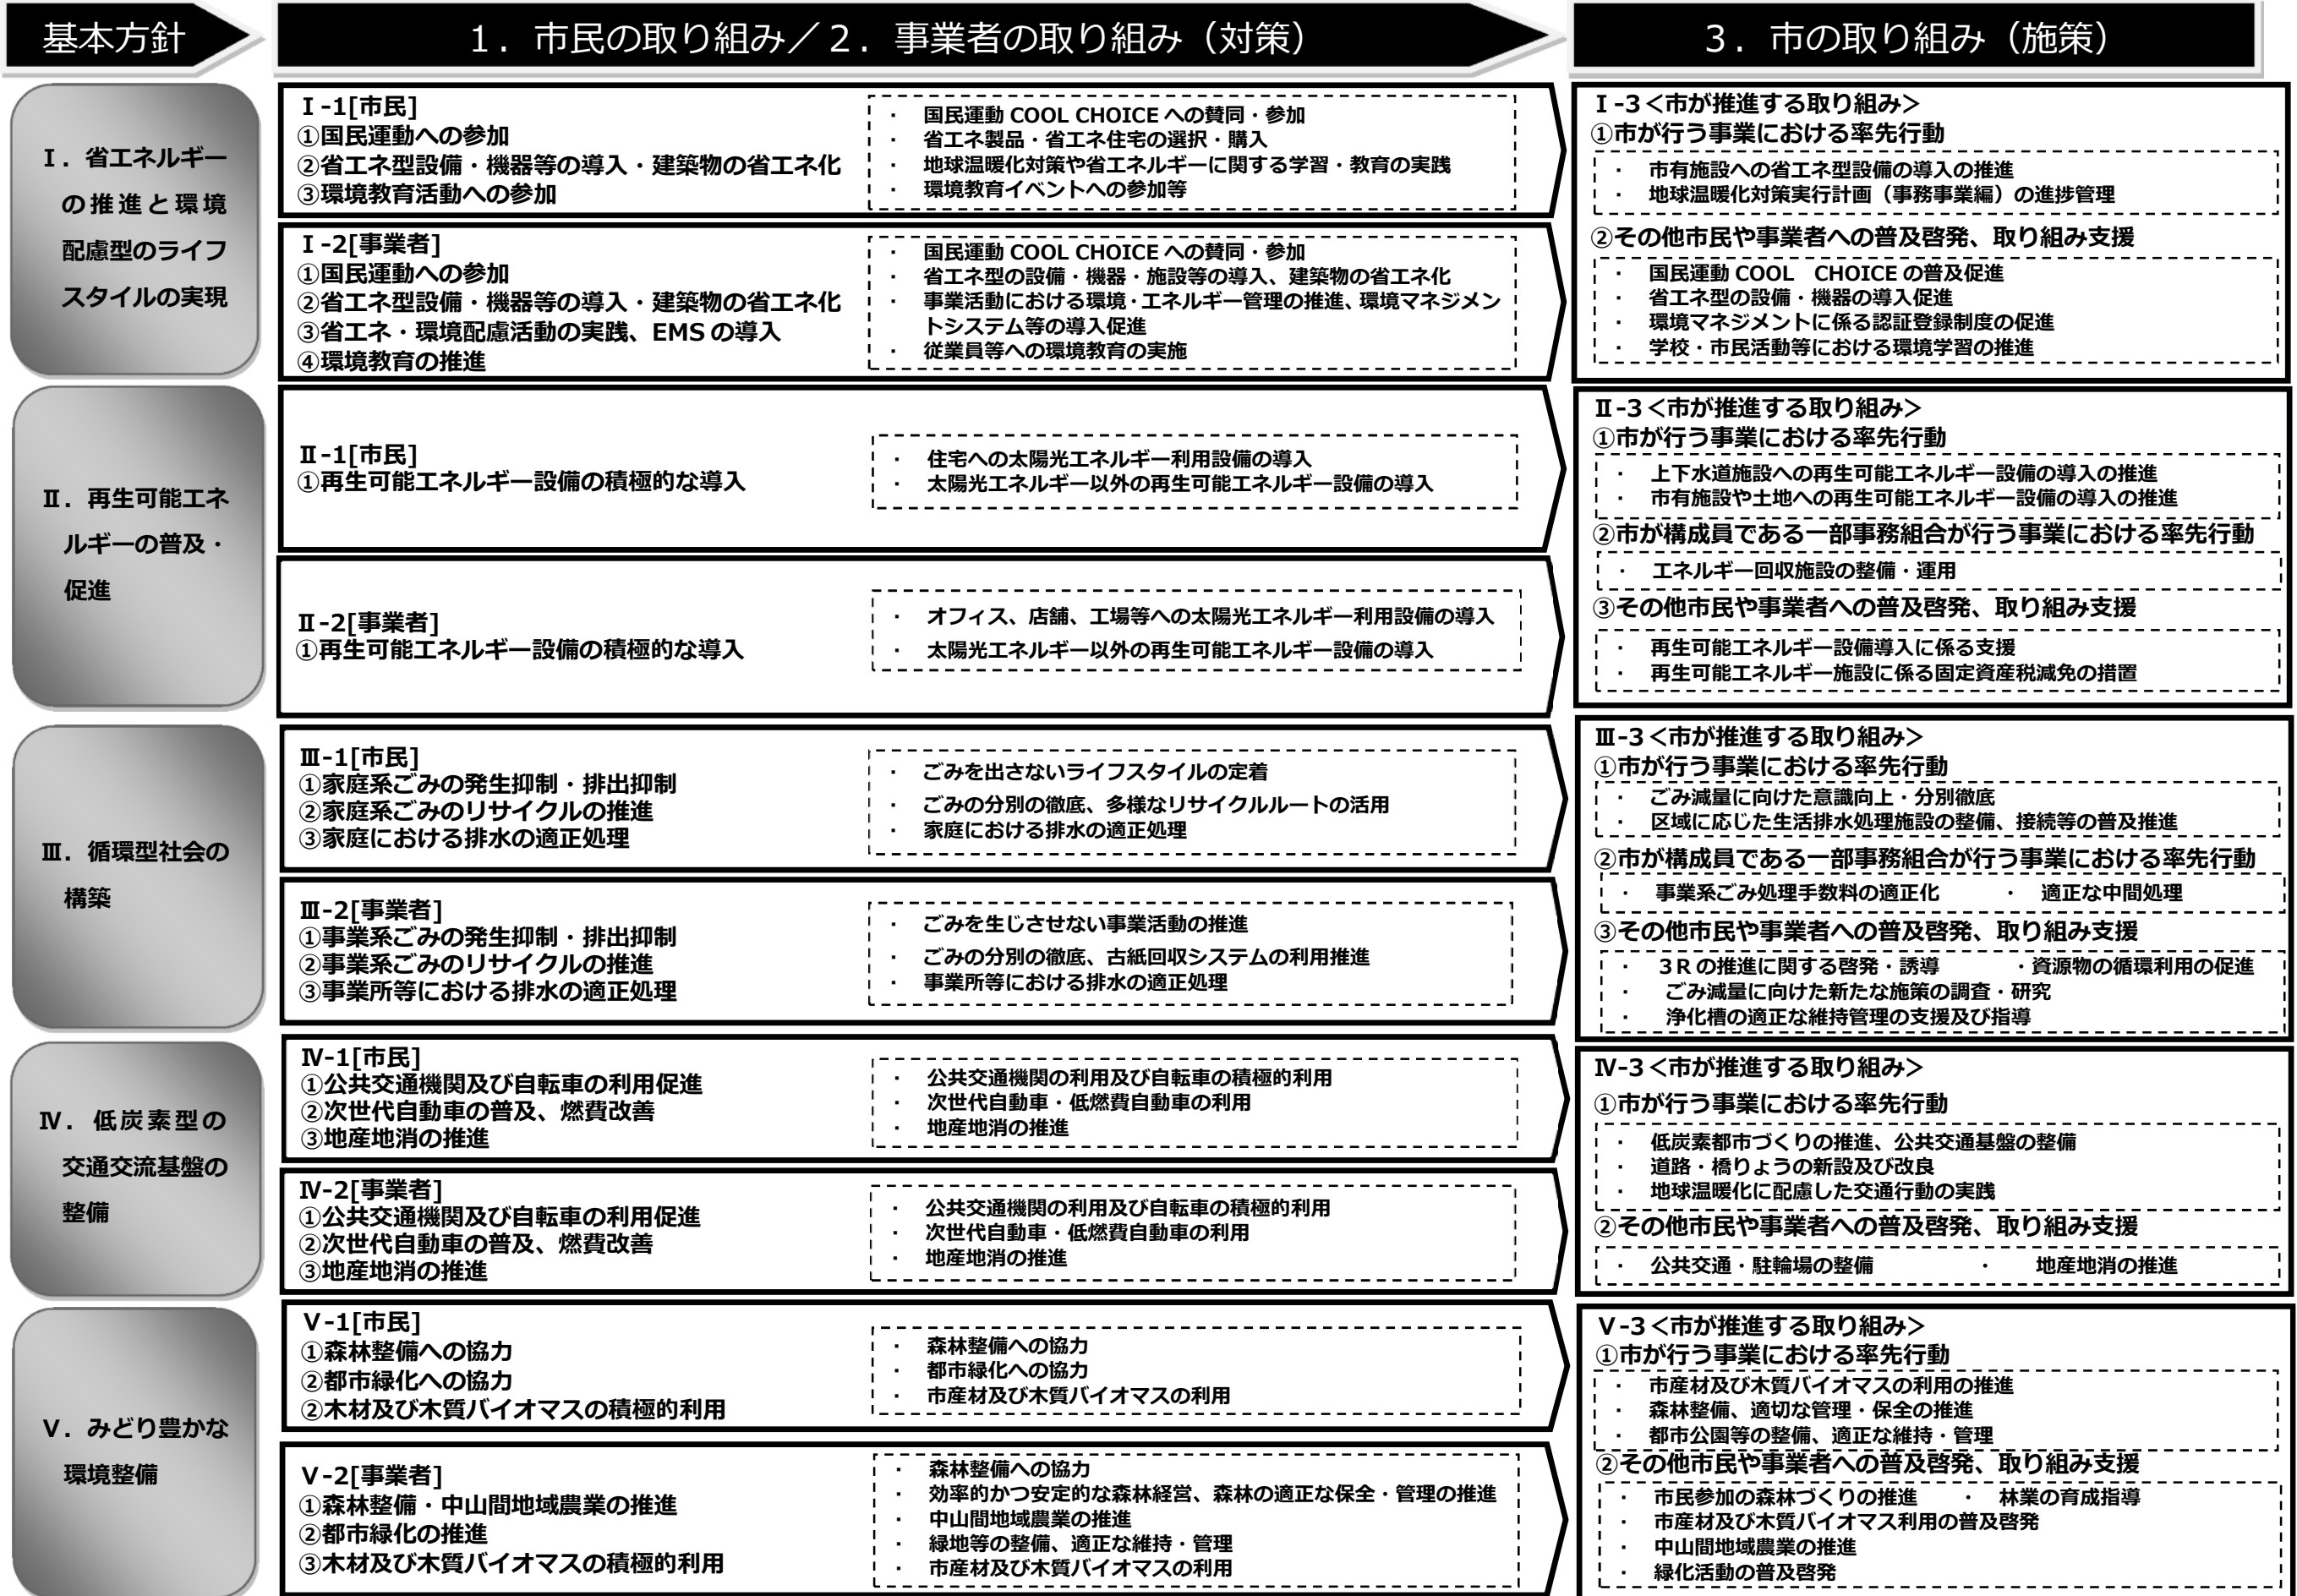 基本方針
１．市民の取り組み／２．事業者の取り組み（対策）
３．市の取り組み（施策）
Ⅰ．省エネルギー
の推進と環境
配慮型のライフ
スタイルの実現
Ⅰ-1[市民]
①国民運動への参加
②省エネ型設備・機器等の導入・建築物の省エネ化
③環境教育活動への参加
・ 国民運動 COOL CHOICE への賛同・参加
・ 省エネ製品・省エネ住宅の選択・購入
・ 地球温暖化対策や省エネルギーに関する学習・教育の実践
・ 環境教育イベントへの参加等
Ⅰ-2[事業者]
①国民運動への参加
②省エネ型設備・機器等の導入・建築物の省エネ化
③省エネ・環境配慮活動の実践、EMS の導入
④環境教育の推進
・ 国民運動 COOL CHOICE への賛同・参加
・ 省エネ型の設備・機器・施設等の導入、建築物の省エネ化
・ 事業活動における環境・エネルギー管理の推進、環境マネジメン
トシステム等の導入促進
・ 従業員等への環境教育の実施
Ⅰ-3＜市が推進する取り組み＞
①市が行う事業における率先行動
・ 市有施設への省エネ型設備の導入の推進
・ 地球温暖化対策実行計画（事務事業編）の進捗管理
②その他市民や事業者への普及啓発、取り組み支援
・ 国民運動 COOL　CHOICE の普及促進
・ 省エネ型の設備・機器の導入促進
・ 環境マネジメントに係る認証登録制度の促進
・ 学校・市民活動等における環境学習の推進
Ⅱ．再生可能エネ
ルギーの普及・
促進
Ⅱ-1[市民]
①再生可能エネルギー設備の積極的な導入
・ 住宅への太陽光エネルギー利用設備の導入
・ 太陽光エネルギー以外の再生可能エネルギー設備の導入
Ⅱ-2[事業者]
①再生可能エネルギー設備の積極的な導入
・ オフィス、店舗、工場等への太陽光エネルギー利用設備の導入
・ 太陽光エネルギー以外の再生可能エネルギー設備の導入
Ⅱ-3＜市が推進する取り組み＞
①市が行う事業における率先行動
・ 上下水道施設への再生可能エネルギー設備の導入の推進
・ 市有施設や土地への再生可能エネルギー設備の導入の推進
②市が構成員である一部事務組合が行う事業における率先行動
・ エネルギー回収施設の整備・運用
③その他市民や事業者への普及啓発、取り組み支援
・ 再生可能エネルギー設備導入に係る支援
・ 再生可能エネルギー施設に係る固定資産税減免の措置
Ⅲ．循環型社会の
構築
Ⅲ-1[市民]
①家庭系ごみの発生抑制・排出抑制
②家庭系ごみのリサイクルの推進
③家庭における排水の適正処理
・ ごみを出さないライフスタイルの定着
・ ごみの分別の徹底、多様なリサイクルルートの活用
・ 家庭における排水の適正処理
Ⅲ-2[事業者]
①事業系ごみの発生抑制・排出抑制
②事業系ごみのリサイクルの推進
③事業所等における排水の適正処理
・ ごみを生じさせない事業活動の推進
・ ごみの分別の徹底、古紙回収システムの利用推進
・ 事業所等における排水の適正処理
Ⅲ-3＜市が推進する取り組み＞
①市が行う事業における率先行動
・ ごみ減量に向けた意識向上・分別徹底
・ 区域に応じた生活排水処理施設の整備、接続等の普及推進
②市が構成員である一部事務組合が行う事業における率先行動
・ 事業系ごみ処理手数料の適正化 ・ 適正な中間処理
③その他市民や事業者への普及啓発、取り組み支援
・ ３R の推進に関する啓発・誘導 ・資源物の循環利用の促進
・ ごみ減量に向けた新たな施策の調査・研究
・ 浄化槽の適正な維持管理の支援及び指導
Ⅳ．低炭素型の
交通交流基盤の
整備
Ⅳ-1[市民]
①公共交通機関及び自転車の利用促進
②次世代自動車の普及、燃費改善
③地産地消の推進
・ 公共交通機関の利用及び自転車の積極的利用
・ 次世代自動車・低燃費自動車の利用
・ 地産地消の推進
Ⅳ-2[事業者]
①公共交通機関及び自転車の利用促進
②次世代自動車の普及、燃費改善
③地産地消の推進
・ 公共交通機関の利用及び自転車の積極的利用
・ 次世代自動車・低燃費自動車の利用
・ 地産地消の推進
Ⅳ-3＜市が推進する取り組み＞
①市が行う事業における率先行動
・ 低炭素都市づくりの推進、公共交通基盤の整備
・ 道路・橋りょうの新設及び改良
・ 地球温暖化に配慮した交通行動の実践
②その他市民や事業者への普及啓発、取り組み支援
・ 公共交通・駐輪場の整備 ・ 地産地消の推進
Ⅴ．みどり豊かな
環境整備
Ⅴ-1[市民]
①森林整備への協力
②都市緑化への協力
②木材及び木質バイオマスの積極的利用
・ 森林整備への協力
・ 都市緑化への協力
・ 市産材及び木質バイオマスの利用
Ⅴ-2[事業者]
①森林整備・中山間地域農業の推進
②都市緑化の推進
③木材及び木質バイオマスの積極的利用
・ 森林整備への協力
・ 効率的かつ安定的な森林経営、森林の適正な保全・管理の推進
・ 中山間地域農業の推進
・ 緑地等の整備、適正な維持・管理
・ 市産材及び木質バイオマスの利用
Ⅴ-3＜市が推進する取り組み＞
①市が行う事業における率先行動
・ 市産材及び木質バイオマスの利用の推進
・ 森林整備、適切な管理・保全の推進
・ 都市公園等の整備、適正な維持・管理
②その他市民や事業者への普及啓発、取り組み支援
・ 市民参加の森林づくりの推進 ・ 林業の育成指導
・ 市産材及び木質バイオマス利用の普及啓発
・ 中山間地域農業の推進
・ 緑化活動の普及啓発